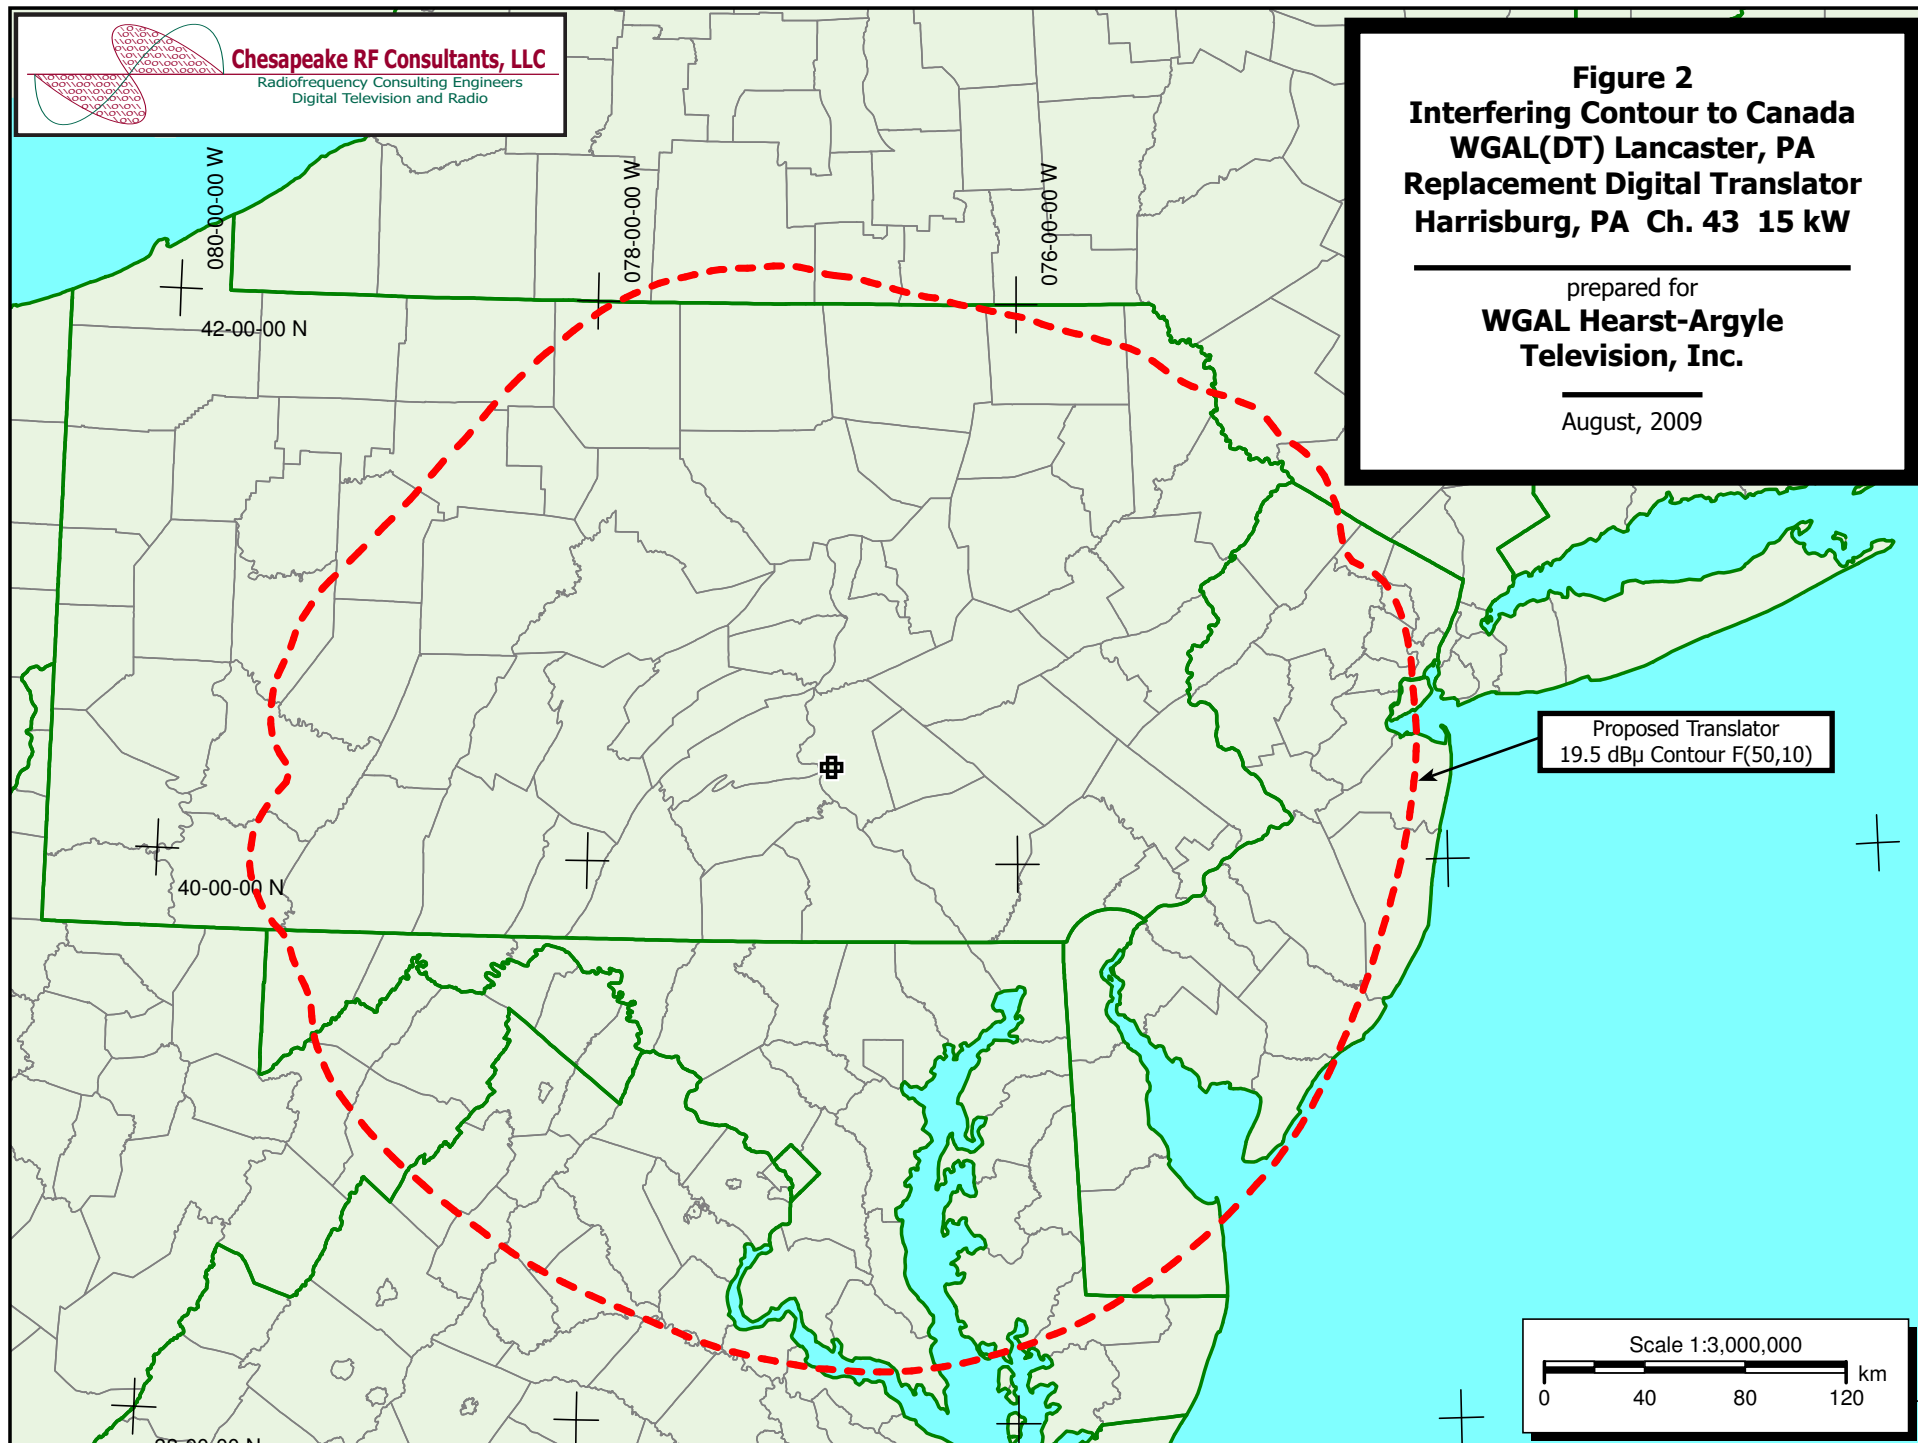 Chesapeake RF Consultants, LLC
Radiofrequency Consulting Engineers
Digital Television and Radio
Figure 2
Interfering Contour to Canada
WGAL(DT) Lancaster, PA
Replacement Digital Translator
Harrisburg, PA Ch. 43 15 kW
prepared for
WGAL Hearst-Argyle
Television, Inc.
August, 2009
080-00-00 W
078-00-00 W
076-00-00 W
42-00-00 N
Proposed Translator
19.5 dBµ Contour F(50,10)
40-00-00 N
Scale 1:3,000,000
km
0 40 80 120